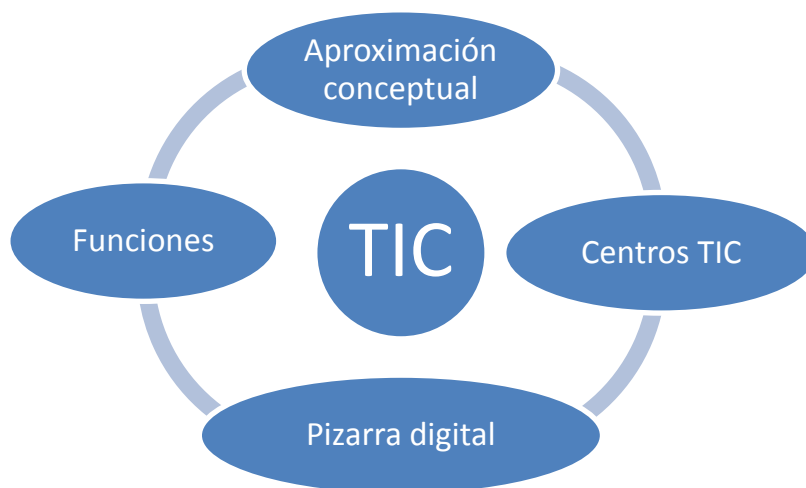 Aproximación
conceptual
Funciones
TIC
Centros TIC
Pizarra digital